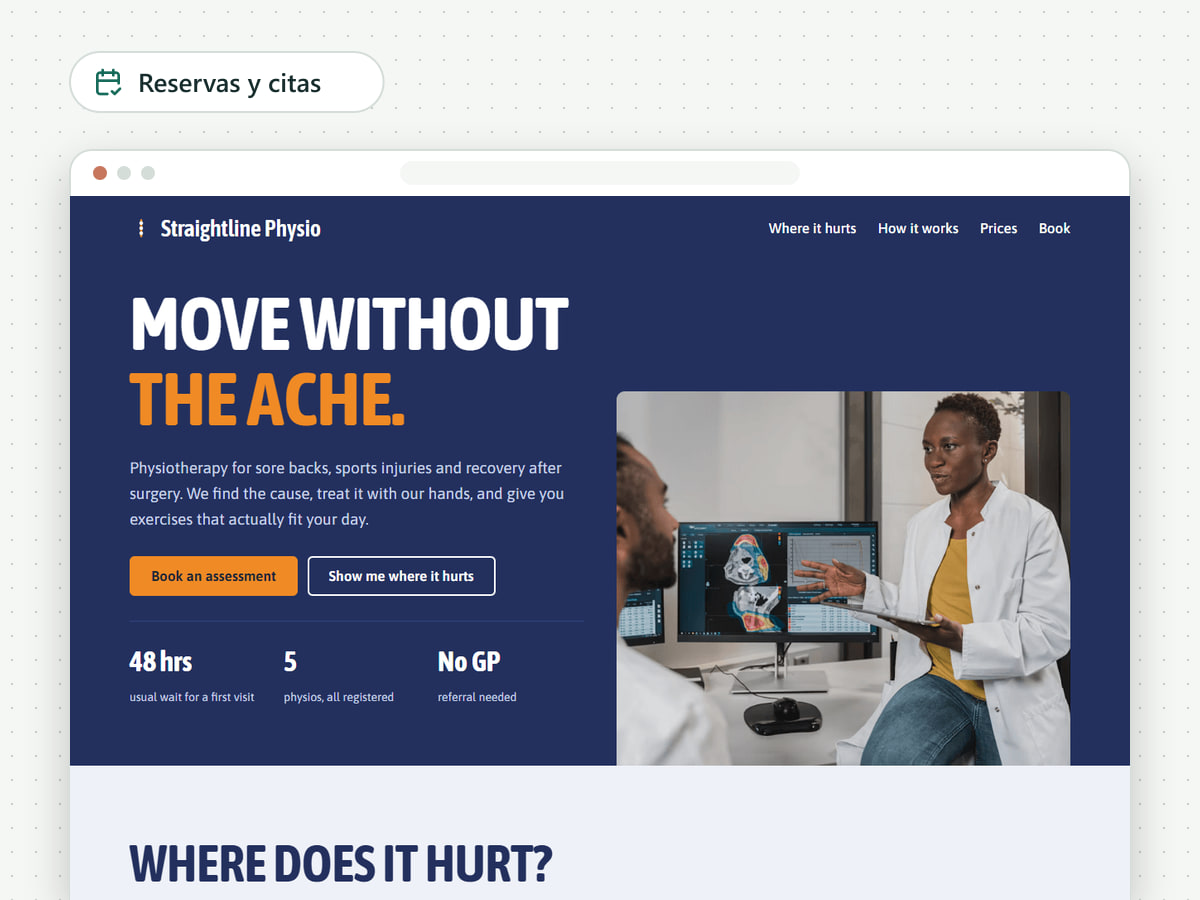 Reservas y citas
Straightline Physio
Where it hurts
How it works
Prices
Book
MOVE WITHOUT
THE ACHE.
Physiotherapy for sore backs, sports injuries and recovery after
surgery. We find the cause, treat it with our hands, and give you
exercises that actually fit your day.
Book an assessment
Show me where it hurts
48 hrs
usual wait for a first visit
5
physios, all registered
No GP
referral needed
WHERE DOES IT HURT?